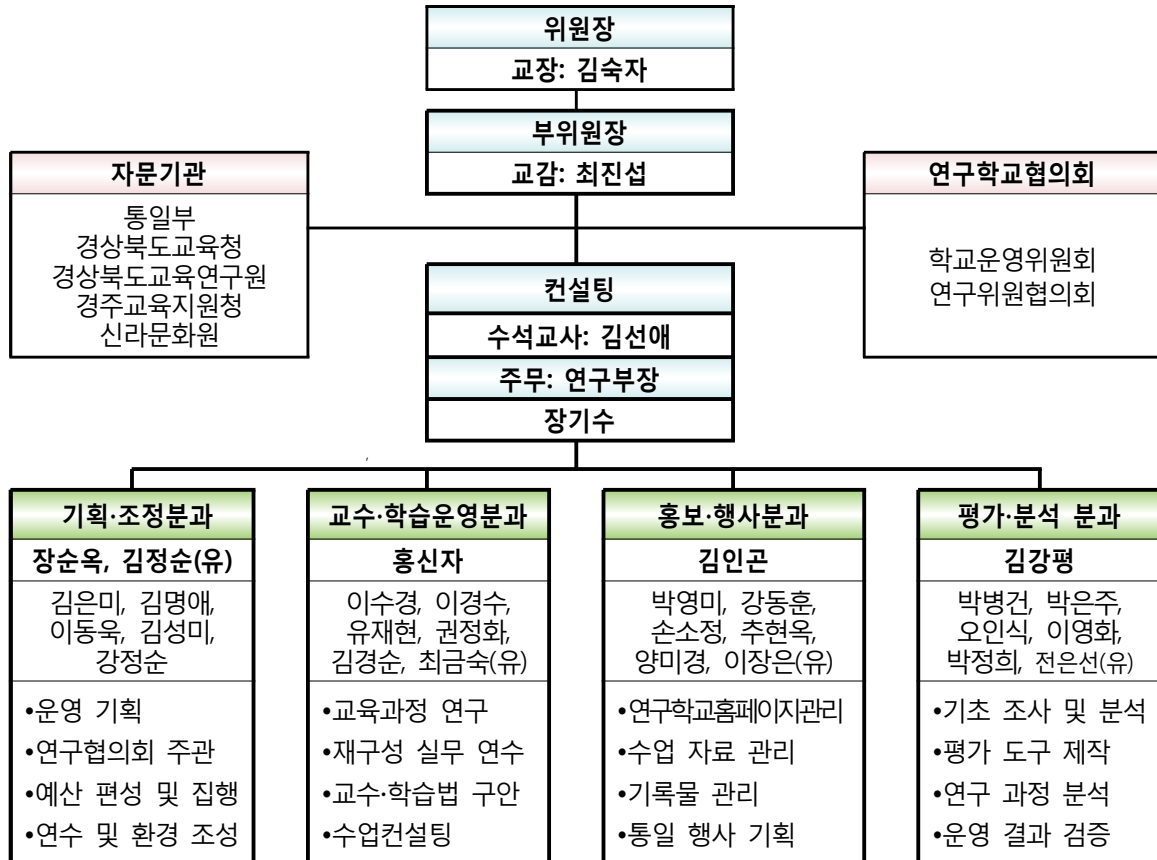 위원장
교장: 김숙자
부위원장
교감: 최진섭
자문기관
통일부
경상북도교육청
경상북도교육연구원
경주교육지원청
신라문화원
연구학교협의회
학교운영위원회
연구위원협의회
컨설팅
수석교사: 김선애
주무: 연구부장
장기수
,
기획·조정분과
장순옥, 김정순(유)
김은미, 김명애,
이동욱, 김성미,
강정순
•운영 기획
•연구협의회 주관
•예산 편성 및 집행
•연수 및 환경 조성
교수·학습운영분과
홍신자
이수경, 이경수,
유재현, 권정화,
김경순, 최금숙(유)
•교육과정 연구
•재구성 실무 연수
•교수·학습법 구안
•수업컨설팅
홍보·행사분과
김인곤
박영미, 강동훈,
손소정, 추현옥,
양미경, 이장은(유)
•연구학교홈페이지관리
•수업 자료 관리
•기록물 관리
•통일 행사 기획
평가·분석 분과
김강평
박병건, 박은주,
오인식, 이영화,
박정희, 전은선(유)
•기초 조사 및 분석
•평가 도구 제작
•연구 과정 분석
•운영 결과 검증